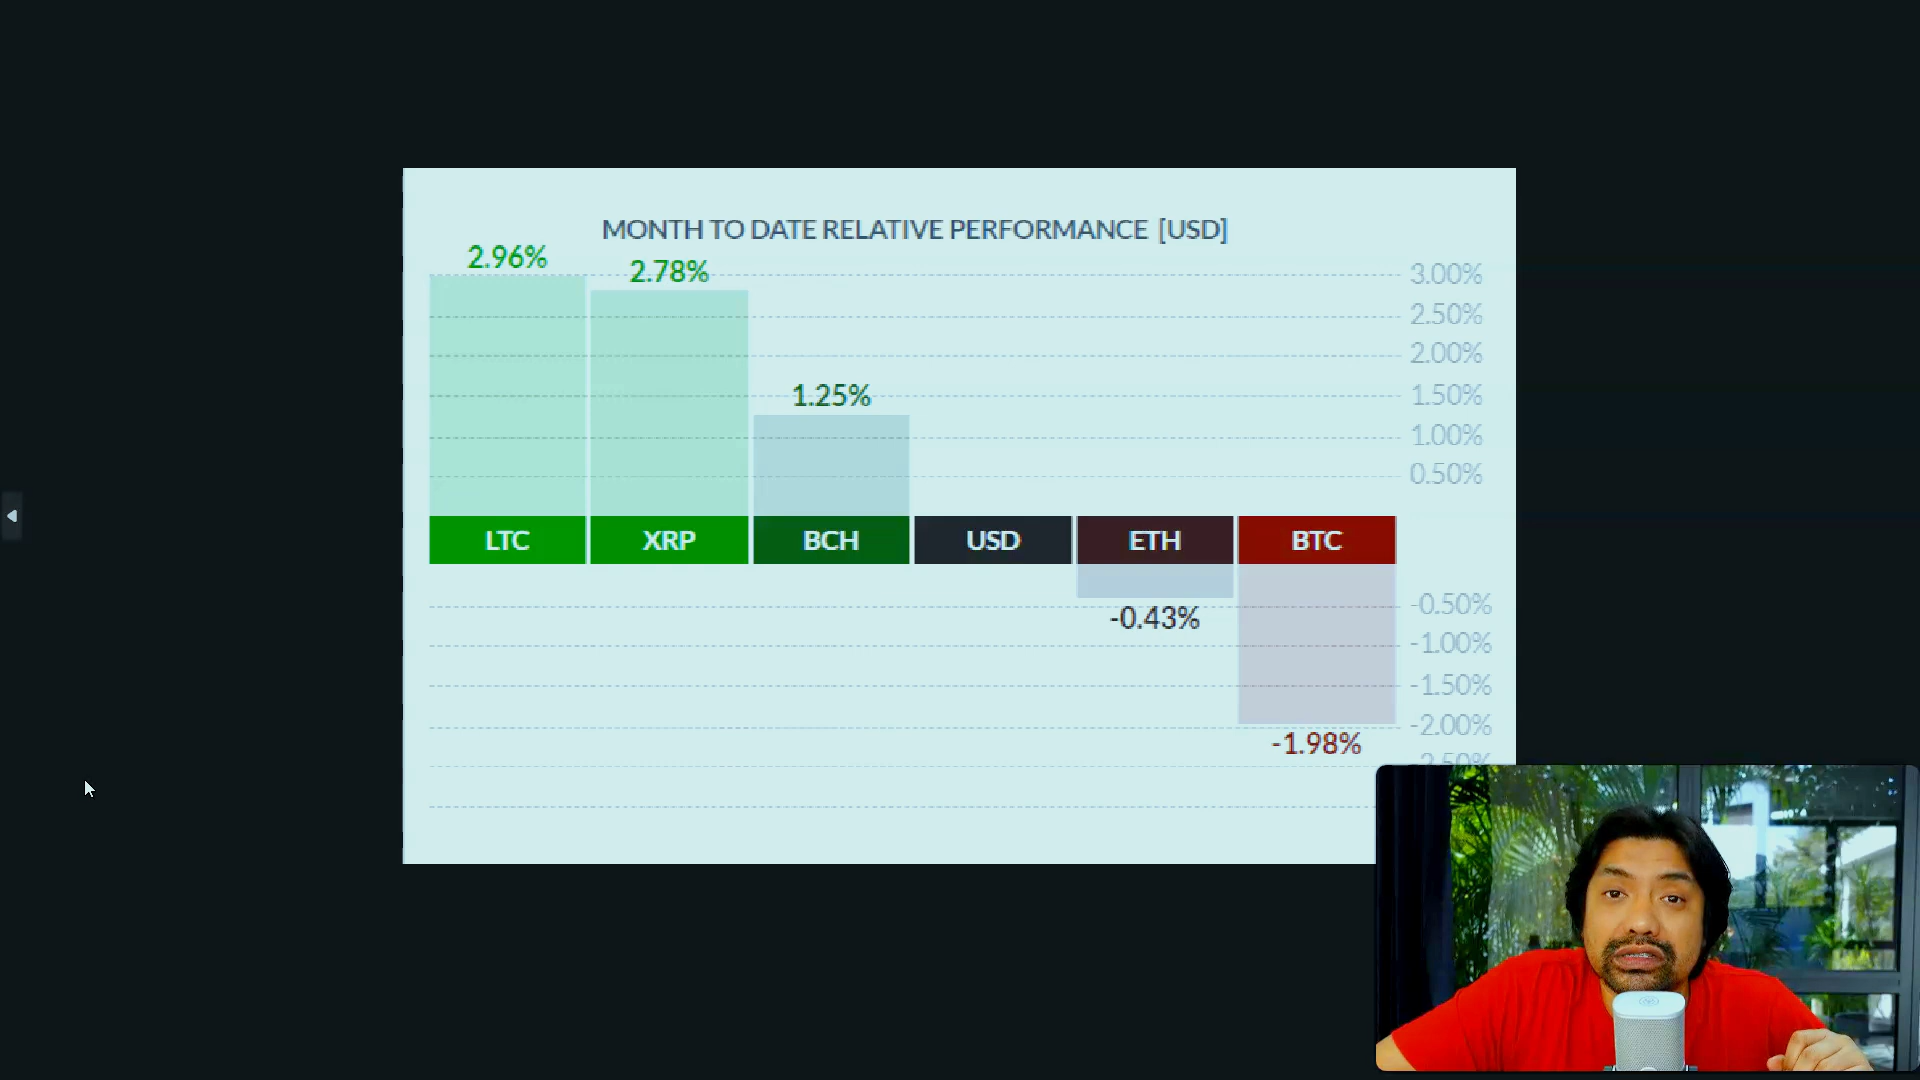 MONTH TO DATE RELATIVE PERFORMANCE [USD]
2.96%
2.78%
1.25%
3.00%
2.50%
2.00%
1.50%
1.00%
0.50%
LTC
XRP
BCH
USD
ETH
BTC
-0.43%
-1.98%
-0.50%
-1.00%
-1.50%
-2.00%
-2.50%